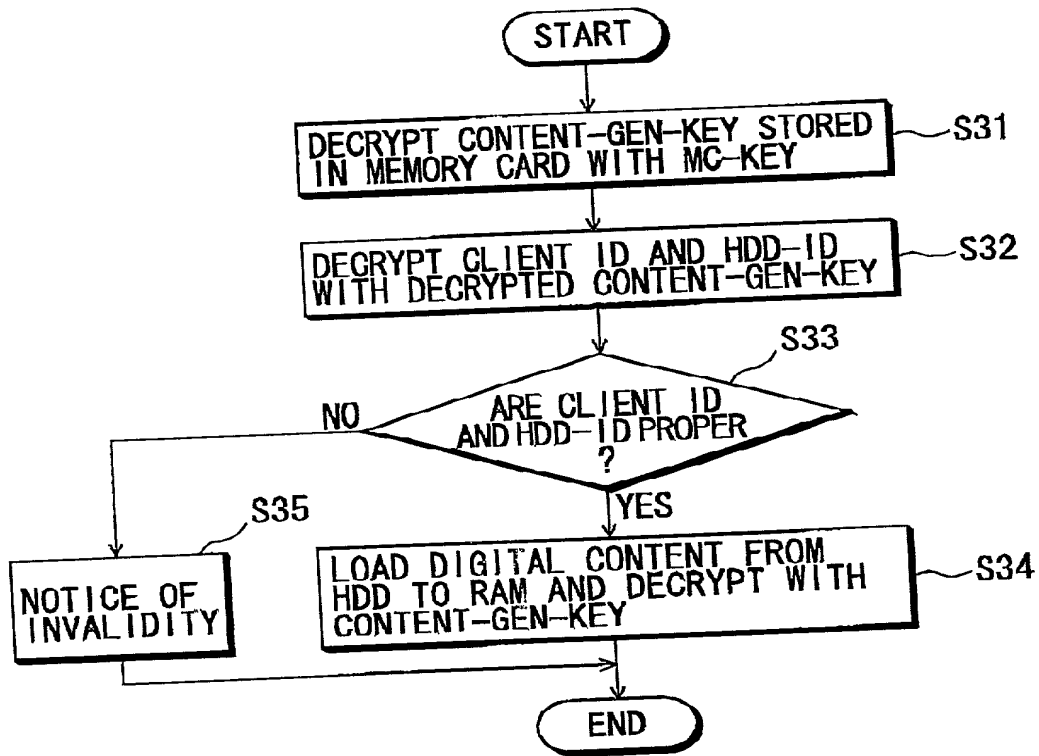 START
DECRYPT CONTENT-GEN-KEY STORED
IN MEMORY CARD WITH MC-KEY
S31
DECRYPT CLIENT ID AND HDD-ID
WITH DECRYPTED CONTENT-GEN-KEY
S32
S33
ARE CLIENT ID
AND HDD-ID PROPER
?
NO
YES
S35
NOTICE OF
INVALIDITY
LOAD DIGITAL CONTENT FROM
HDD TO RAM AND DECRYPT WITH
CONTENT-GEN-KEY
S34
END